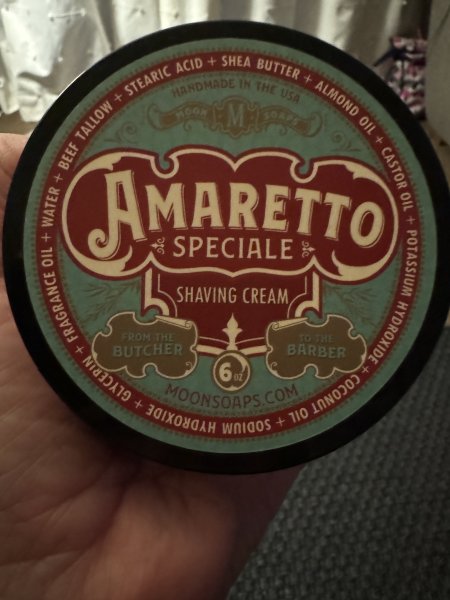 WATER + BEEF TALLOW + STEARIC ACID + SHEA BUTTER + ALMOND OIL + CASTOR OIL + POTASSIUM HYDROXIDE + COCONUT OIL + SODIUM HYDROXIDE + GLYCERIN + FRAGRANCE OIL +
HANDMADE IN THE USA
MOON M SOAPS
AMARETTO
SPECIALE
SHAVING CREAM
FROM THE
BUTCHER
TO THE
BARBER
6 OZ
MOONSOAPS.COM